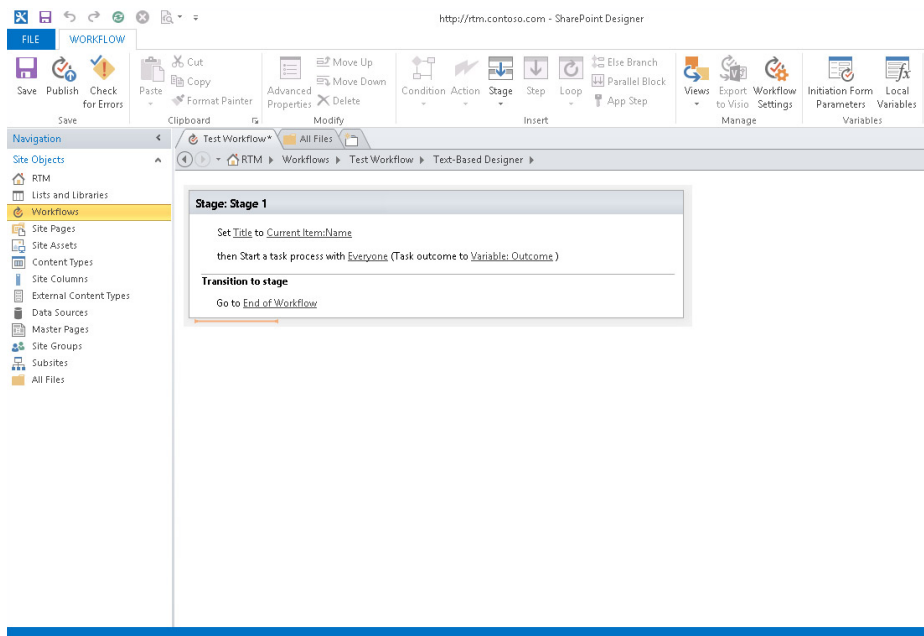 http://rtm.contoso.com - SharePoint Designer
FILE WORKFLOW
Save Publish Check for Errors
Save
Paste
Cut
Copy
Format Painter
Clipboard
Advanced Properties
Move Up
Move Down
Delete
Modify
Condition Action Stage Step Loop
Else Branch
Parallel Block
App Step
Insert
Views Export to Visio Workflow Settings
Manage
Initiation Form Parameters Local Variables
Variables
Navigation
Site Objects
RTM
Lists and Libraries
Workflows
Site Pages
Site Assets
Content Types
Site Columns
External Content Types
Data Sources
Master Pages
Site Groups
Subsites
All Files
Test Workflow* All Files
RTM Workflows Test Workflow Text-Based Designer
Stage: Stage 1
Set Title to Current Item:Name
then Start a task process with Everyone (Task outcome to Variable: Outcome )
Transition to stage
Go to End of Workflow